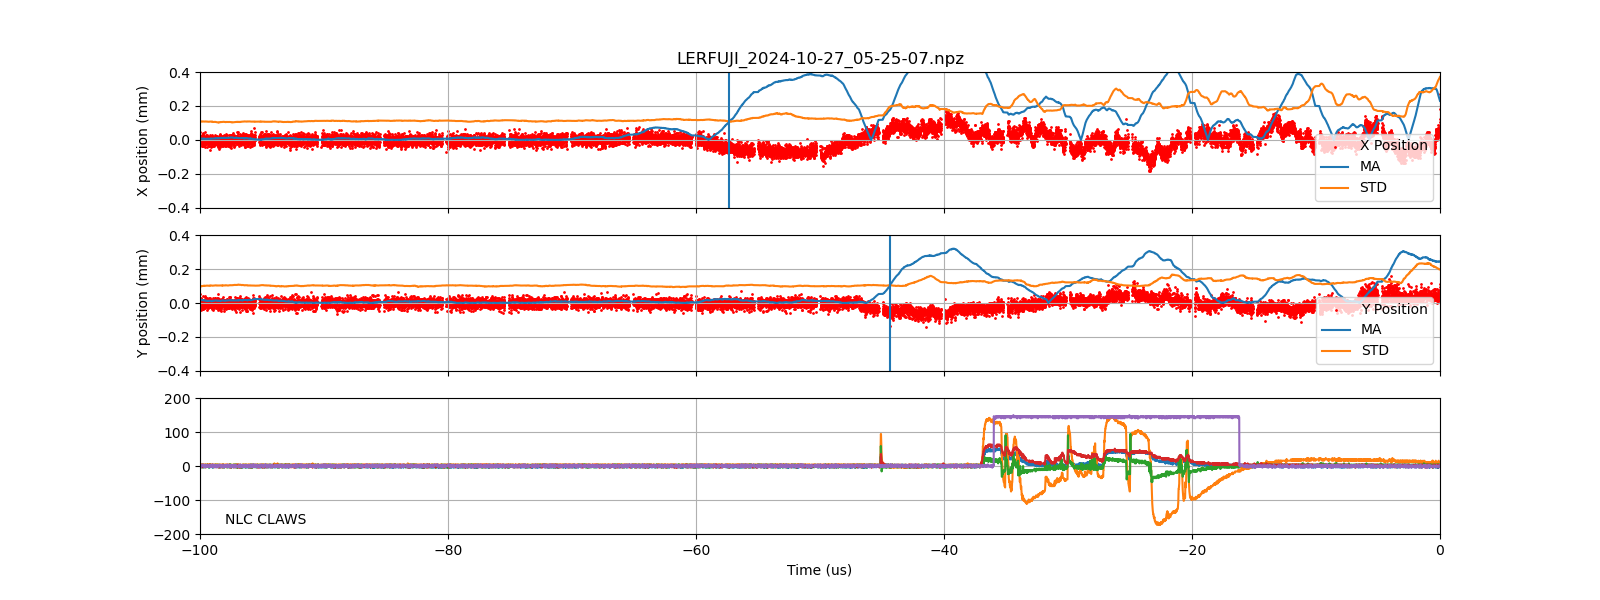 LERFUJI_2024-10-27_05-25-07.npz
X position (mm)
0.4
0.2
0.0
−0.2
−0.4
X Position
MA
STD
Y position (mm)
0.4
0.2
0.0
−0.2
−0.4
Y Position
MA
STD
200
100
0
−100
−200
NLC CLAWS
−100 −80 −60 −40 −20 0
Time (us)